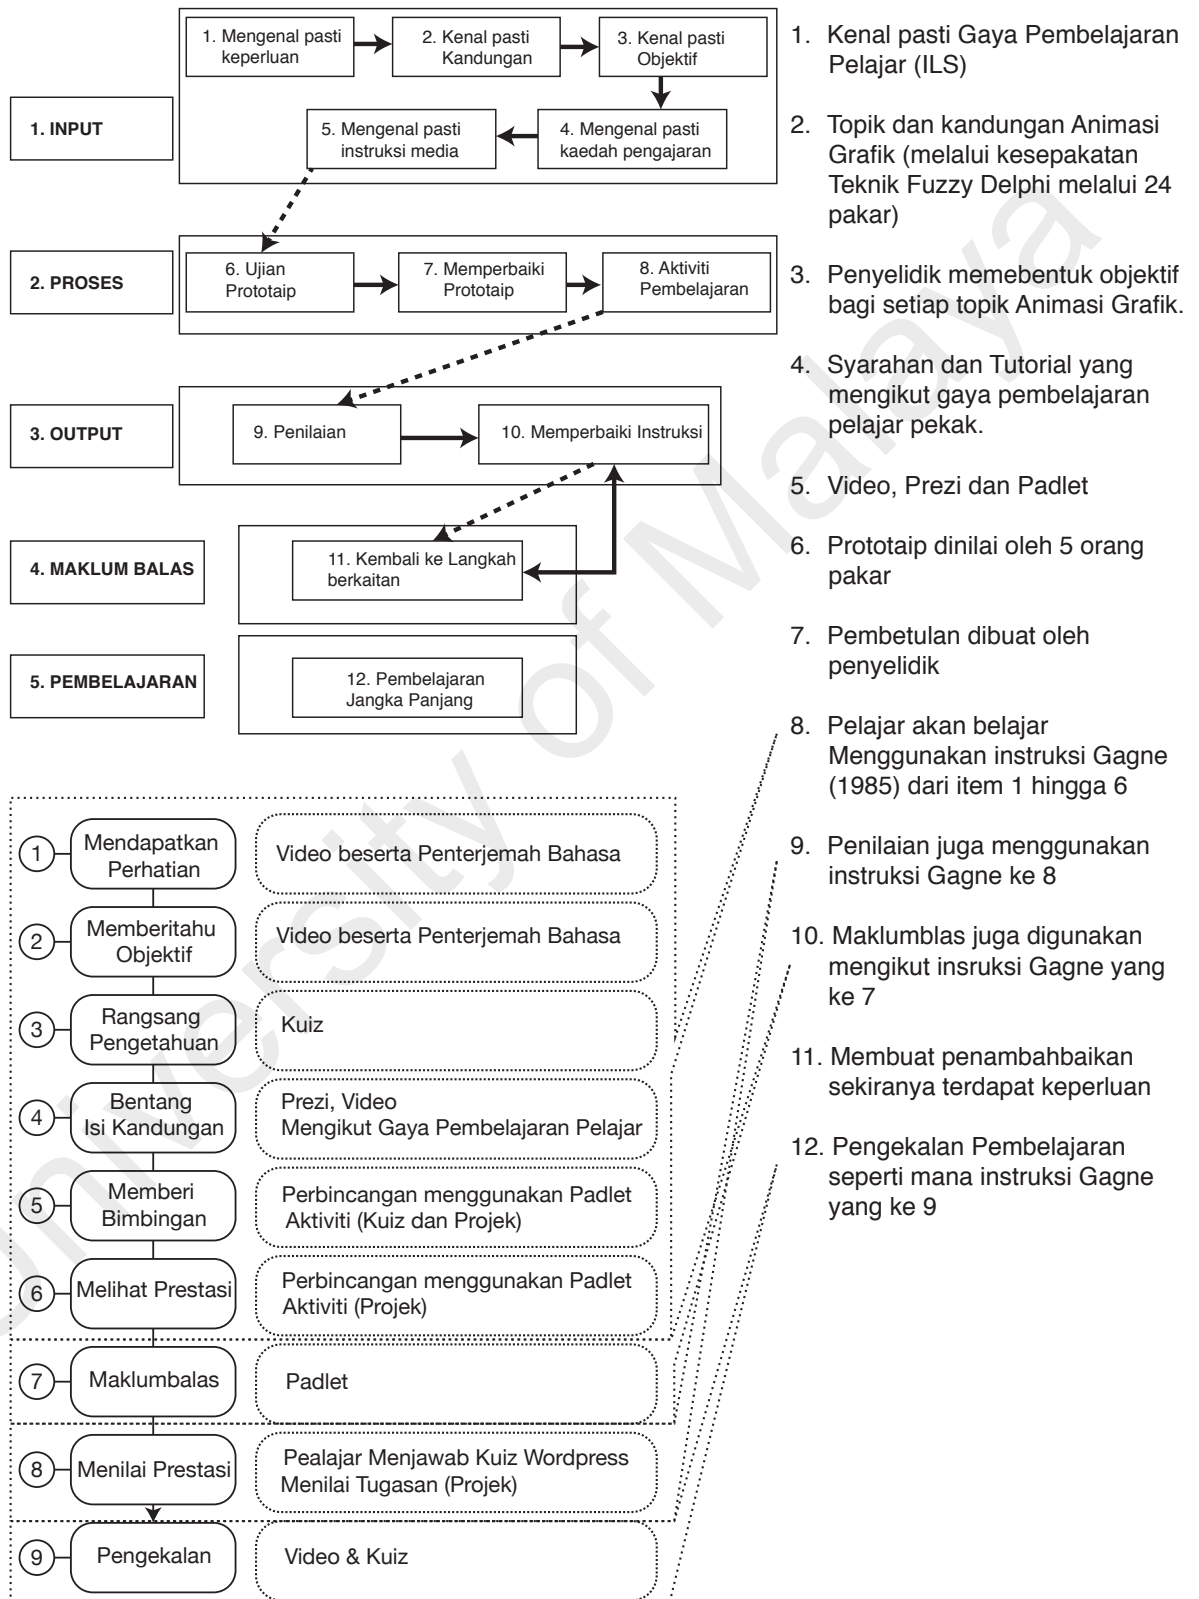 1. Mengenal pasti
keperluan
2. Kenal pasti
Kandungan
3. Kenal pasti
Objektif
1. INPUT
5. Mengenal pasti
instruksi media
4. Mengenal pasti
kaedah pengajaran
2. PROSES
6. Ujian
Prototaip
7. Memperbaiki
Prototaip
8. Aktiviti
Pembelajaran
3. OUTPUT
9. Penilaian
10. Memperbaiki Instruksi
4. MAKLUM BALAS
11. Kembali ke Langkah
berkaitan
5. PEMBELAJARAN
12. Pembelajaran
Jangka Panjang
1. Kenal pasti Gaya Pembelajaran
Pelajar (ILS)
2. Topik dan kandungan Animasi
Grafik (melalui kesepakatan
Teknik Fuzzy Delphi melalui 24
pakar)
3. Penyelidik memebentuk objektif
bagi setiap topik Animasi Grafik.
4. Syarahan dan Tutorial yang
mengikut gaya pembelajaran
pelajar pekak.
5. Video, Prezi dan Padlet
6. Prototaip dinilai oleh 5 orang
pakar
7. Pembetulan dibuat oleh
penyelidik
8. Pelajar akan belajar
Menggunakan instruksi Gagne
(1985) dari item 1 hingga 6
9. Penilaian juga menggunakan
instruksi Gagne ke 8
10. Maklumblas juga digunakan
mengikut insruksi Gagne yang
ke 7
11. Membuat penambahbaikan
sekiranya terdapat keperluan
12. Pengekalan Pembelajaran
seperti mana instruksi Gagne
yang ke 9
1
Mendapatkan
Perhatian
Video beserta Penterjemah Bahasa
2
Memberitahu
Objektif
Video beserta Penterjemah Bahasa
3
Rangsang
Pengetahuan
Kuiz
4
Bentang
Isi Kandungan
Prezi, Video
Mengikut Gaya Pembelajaran Pelajar
5
Memberi
Bimbingan
Perbincangan menggunakan Padlet
Aktiviti (Kuiz dan Projek)
6
Melihat Prestasi
Perbincangan menggunakan Padlet
Aktiviti (Projek)
7
Maklumbalas
Padlet
8
Menilai Prestasi
Pealajar Menjawab Kuiz Wordpress
Menilai Tugasan (Projek)
9
Pengekalan
Video & Kuiz
University of Malaya